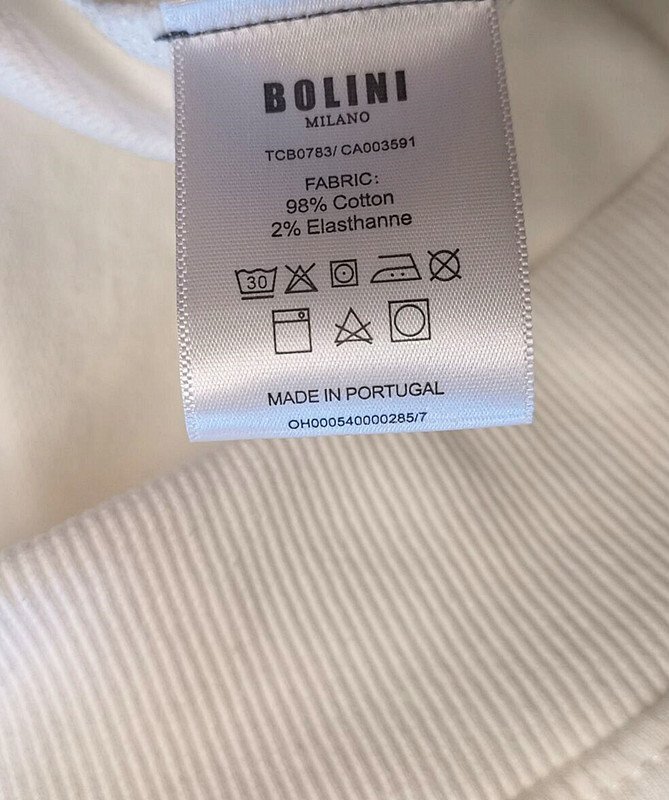 BOLINI
MILANO
TCB0783/ CA003591
FABRIC:
98% Cotton
2% Elasthanne
30
MADE IN PORTUGAL
OH000540000285/7